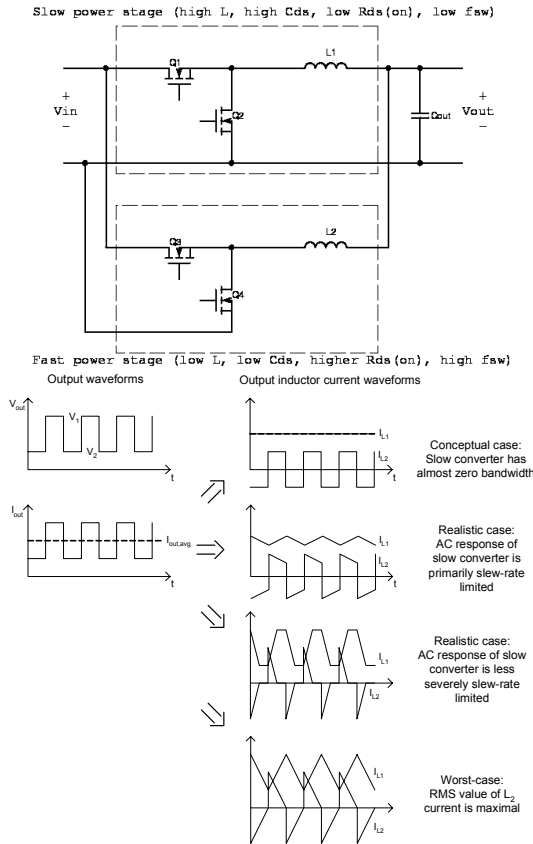 Slow power stage (high L, high Cds, low Rds(on), low fsw)
L1
Q1
+
Vin
−
Q2
Cout
+
Vout
−
L2
Q3
Q4
Fast power stage (low L, low Cds, higher Rds(on), high fsw)
Output waveforms
Output inductor current waveforms
Vout
V1
V2
t
IL1
IL2
t
Conceptual case:
Slow converter has
almost zero bandwidth
Iout
Iout,avg
t
IL1
IL2
t
Realistic case:
AC response of
slow converter is
primarily slew-rate
limited
IL1
IL2
Realistic case:
AC response of slow
converter is less
severely slew-rate
limited
IL1
IL2
Worst-case:
RMS value of L2
current is maximal